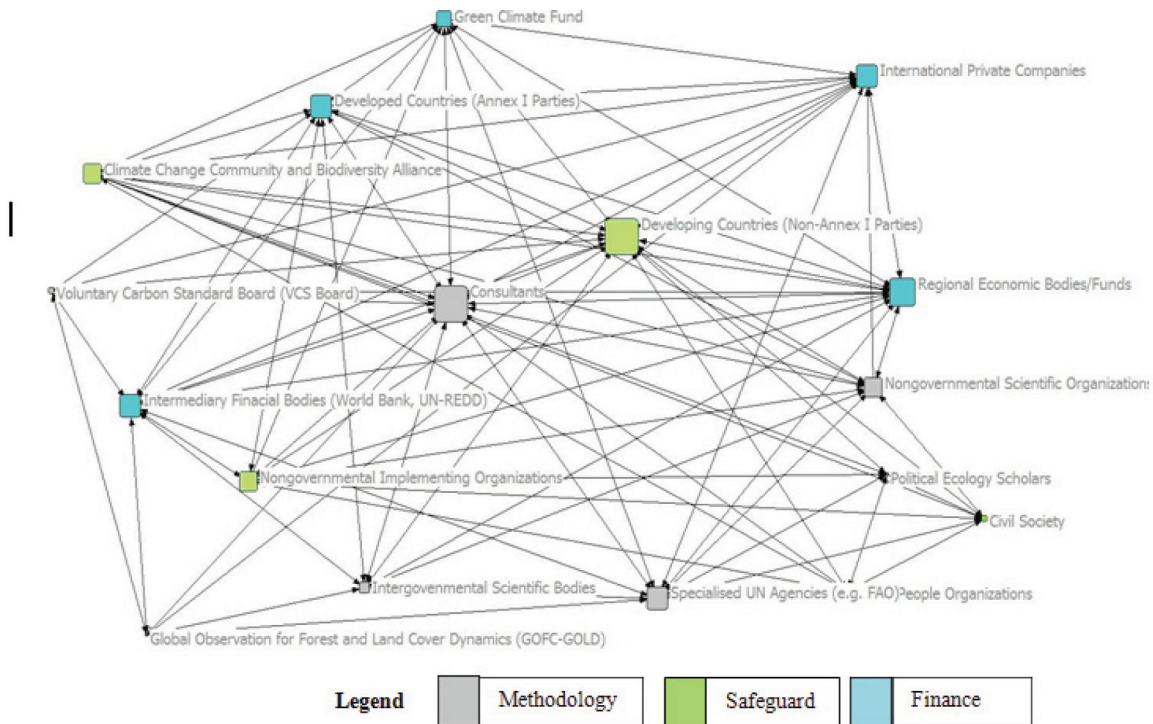 Green Climate Fund
International Private Companies
Developed Countries (Annex I Parties)
Climate Change Community and Biodiversity Alliance
Developing Countries (Non-Annex I Parties)
Voluntary Carbon Standard Board (VCS Board)
Consultants
Regional Economic Bodies/Funds
Nongovernmental Scientific Organizations
Intermediary Finacial Bodies (World Bank, UN-REDD)
Nongovernmental Implementing Organizations
Political Ecology Scholars
Civil Society
Intergovenmental Scientific Bodies
Specialised UN Agencies (e.g. FAO)
People Organizations
Global Observation for Forest and Land Cover Dynamics (GOFC-GOLD)
Legend
Methodology
Safeguard
Finance